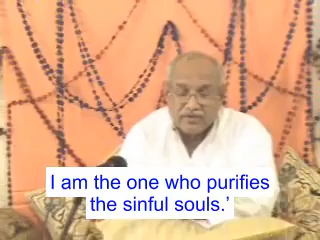 I am the one who purifies
the sinful souls.’